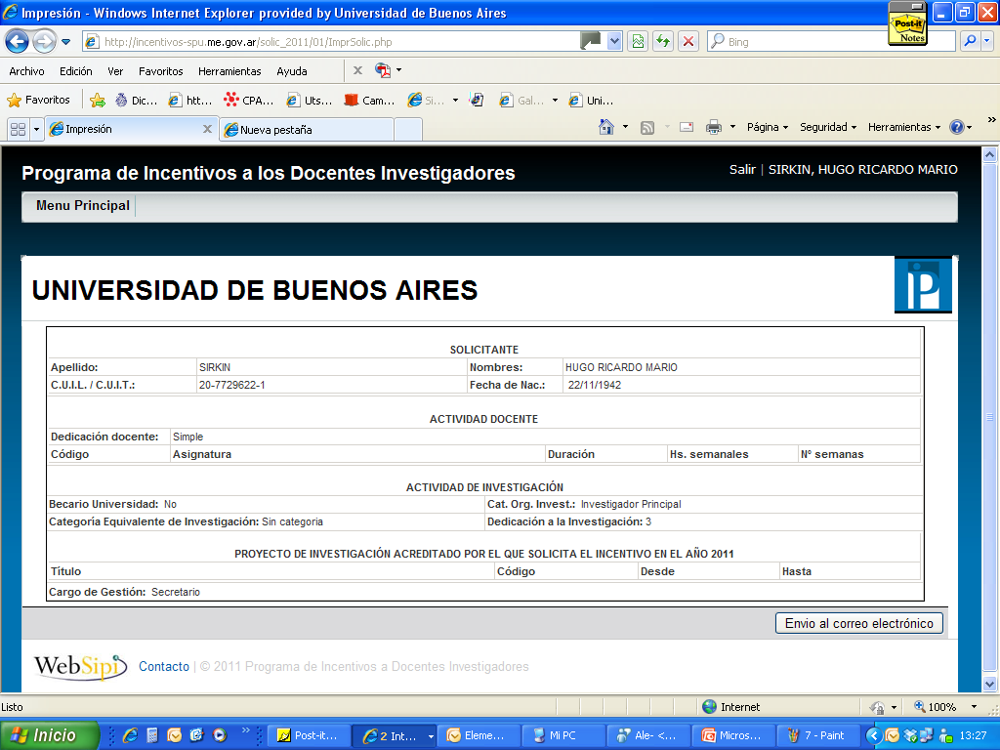 Impresión - Windows Internet Explorer provided by Universidad de Buenos Aires
Post-it Notes
http://incentivos-spu.me.gov.ar/solic_2011/01/ImprSolic.php
Bing
Archivo Edición Ver Favoritos Herramientas Ayuda
Favoritos Dic... htt... CPA... Uts... Cam... Si... Gal... Uni...
Impresión Nueva pestaña Página Seguridad Herramientas
Programa de Incentivos a los Docentes Investigadores Salir | SIRKIN, HUGO RICARDO MARIO
Menu Principal
UNIVERSIDAD DE BUENOS AIRES
SOLICITANTE
Apellido: SIRKIN Nombres: HUGO RICARDO MARIO
C.U.I.L. / C.U.I.T.: 20-7729622-1 Fecha de Nac.: 22/11/1942
ACTIVIDAD DOCENTE
Dedicación docente: Simple
Código Asignatura Duración Hs. semanales Nº semanas
ACTIVIDAD DE INVESTIGACIÓN
Becario Universidad: No Cat. Org. Invest.: Investigador Principal
Categoría Equivalente de Investigación: Sin categoria Dedicación a la Investigación: 3
PROYECTO DE INVESTIGACIÓN ACREDITADO POR EL QUE SOLICITA EL INCENTIVO EN EL AÑO 2011
Título Código Desde Hasta
Cargo de Gestión: Secretario
Envio al correo electrónico
WebSipi Contacto | © 2011 Programa de Incentivos a Docentes Investigadores
Listo Internet 100%
Inicio Post-it... 2 Int... Eleme... Mi PC Ale- <... Micros... 7 - Paint 13:27